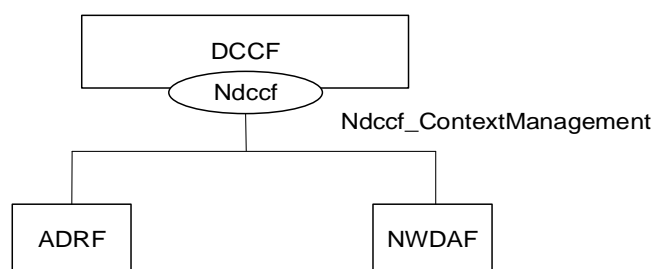 DCCF
Ndccf
Ndccf_ContextManagement
ADRF
NWDAF